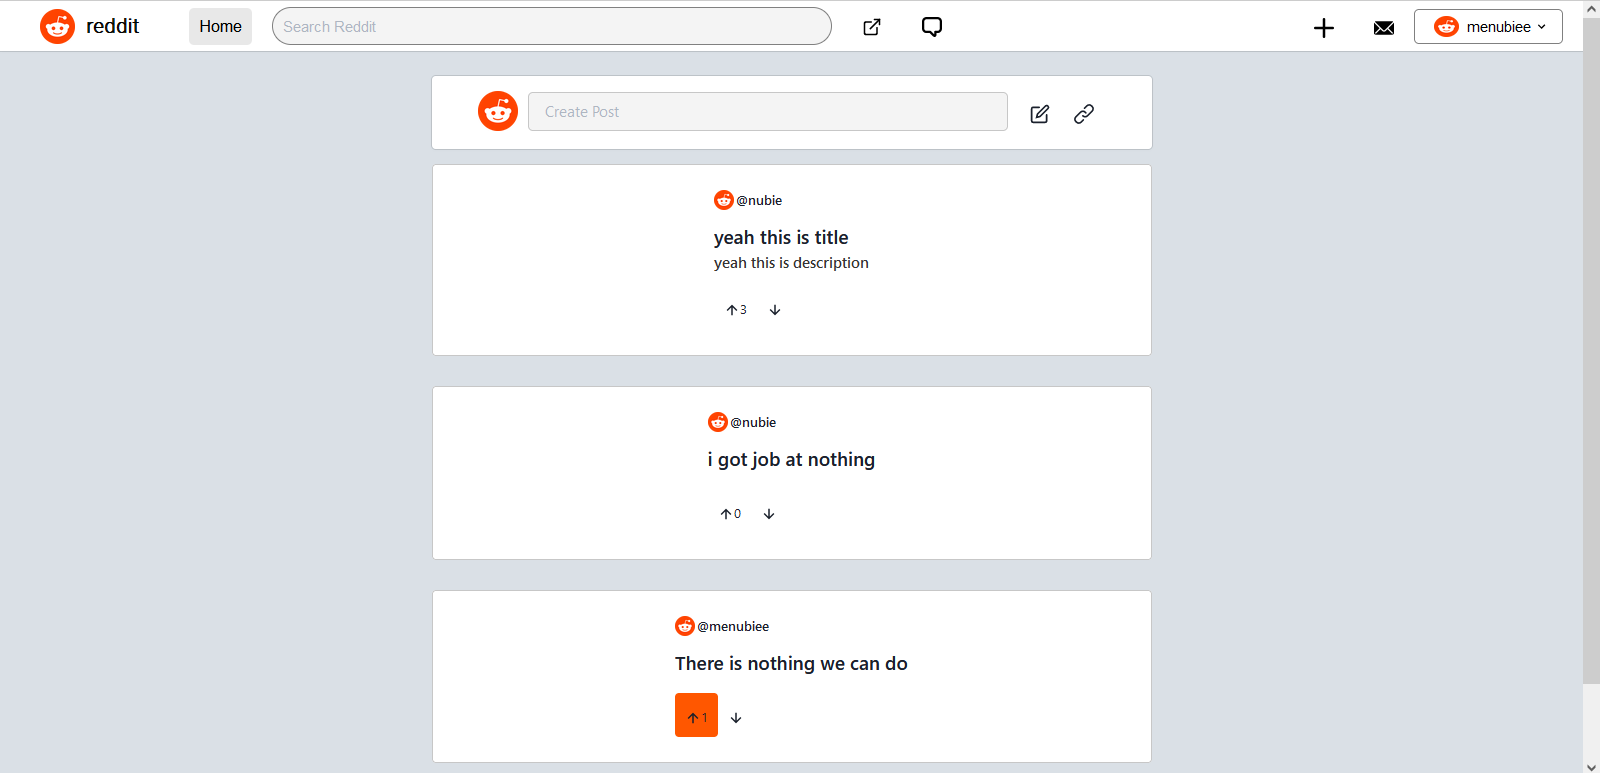 reddit
Home
Search Reddit
menubiee
Create Post
@nubie
yeah this is title
yeah this is description
3
@nubie
i got job at nothing
0
@menubiee
There is nothing we can do
1